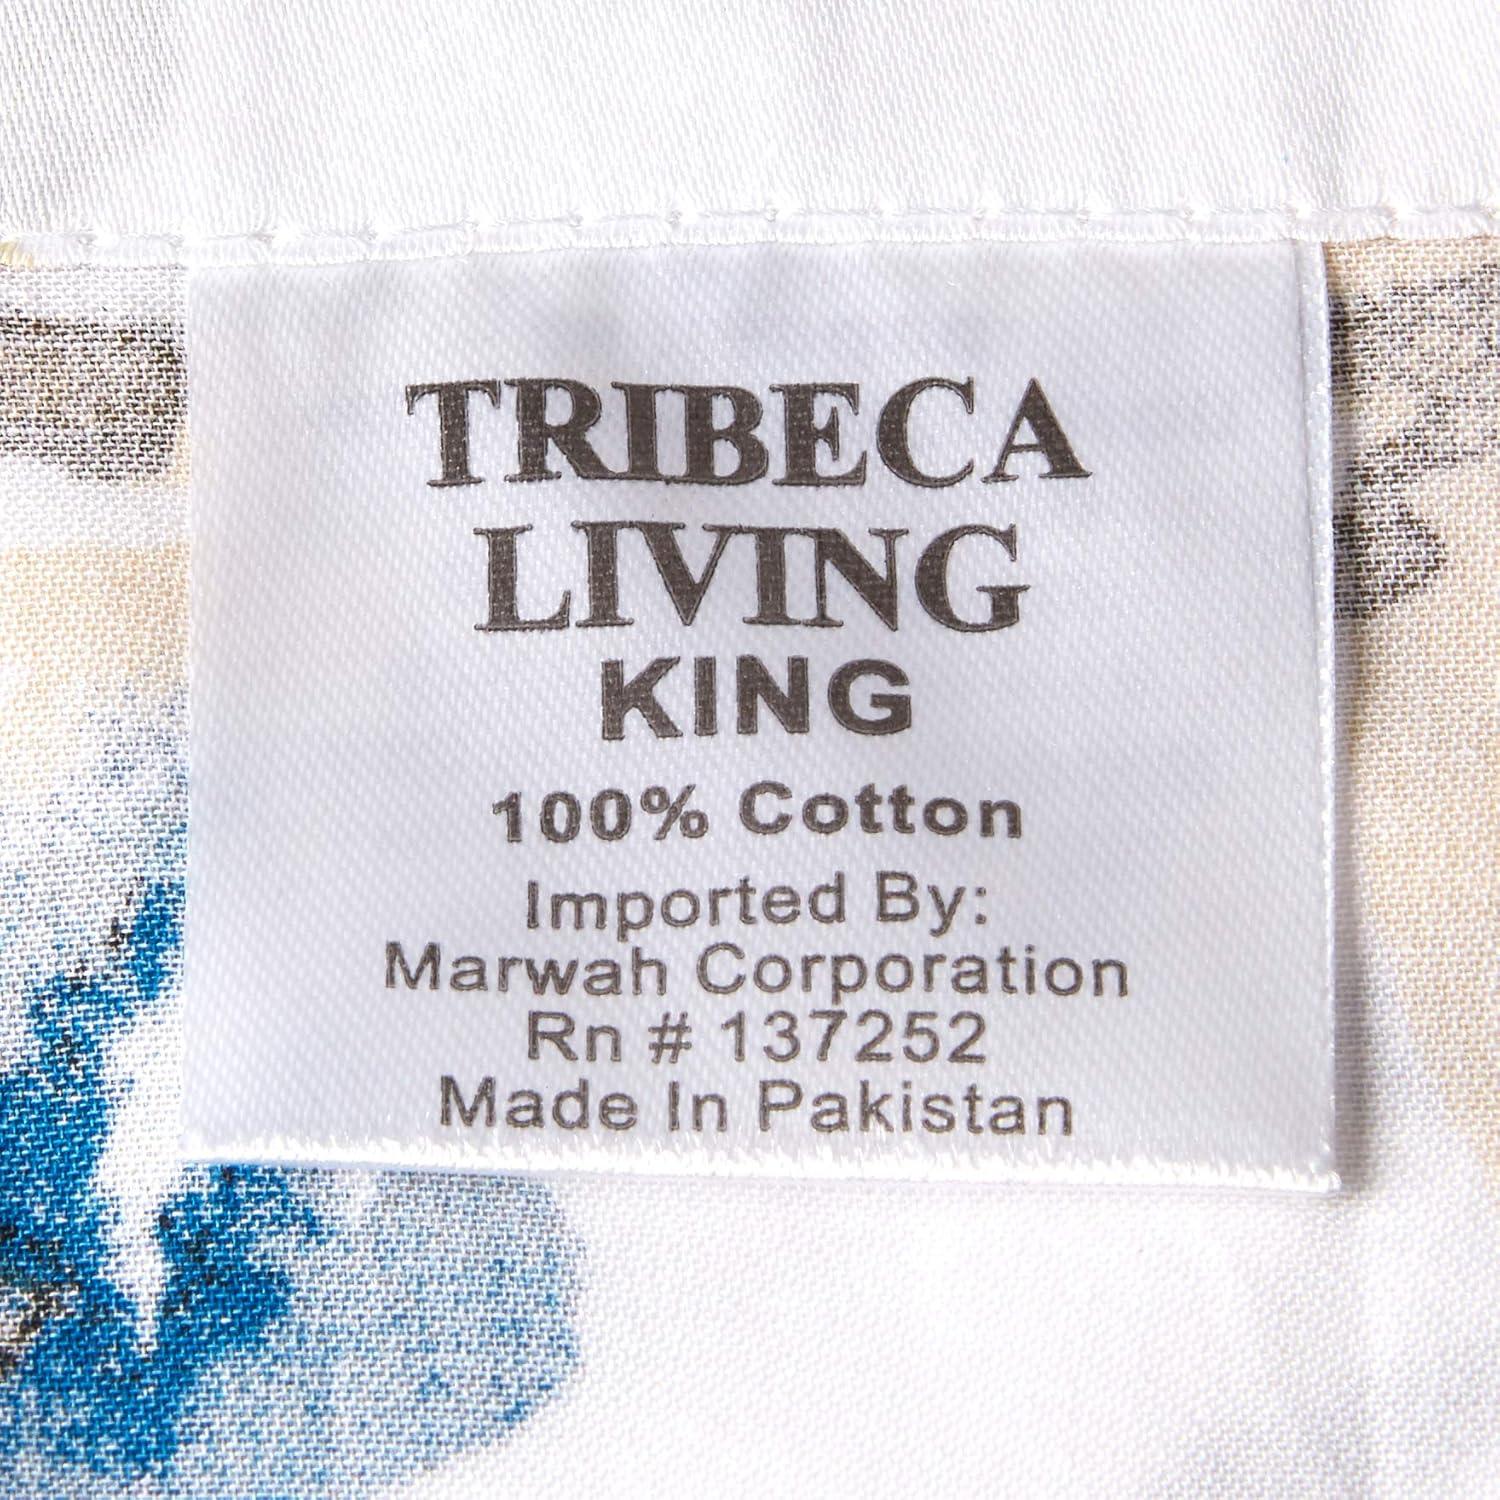 TRIBECA
LIVING
KING
100% Cotton
Imported By:
Marwah Corporation
Rn # 137252
Made In Pakistan